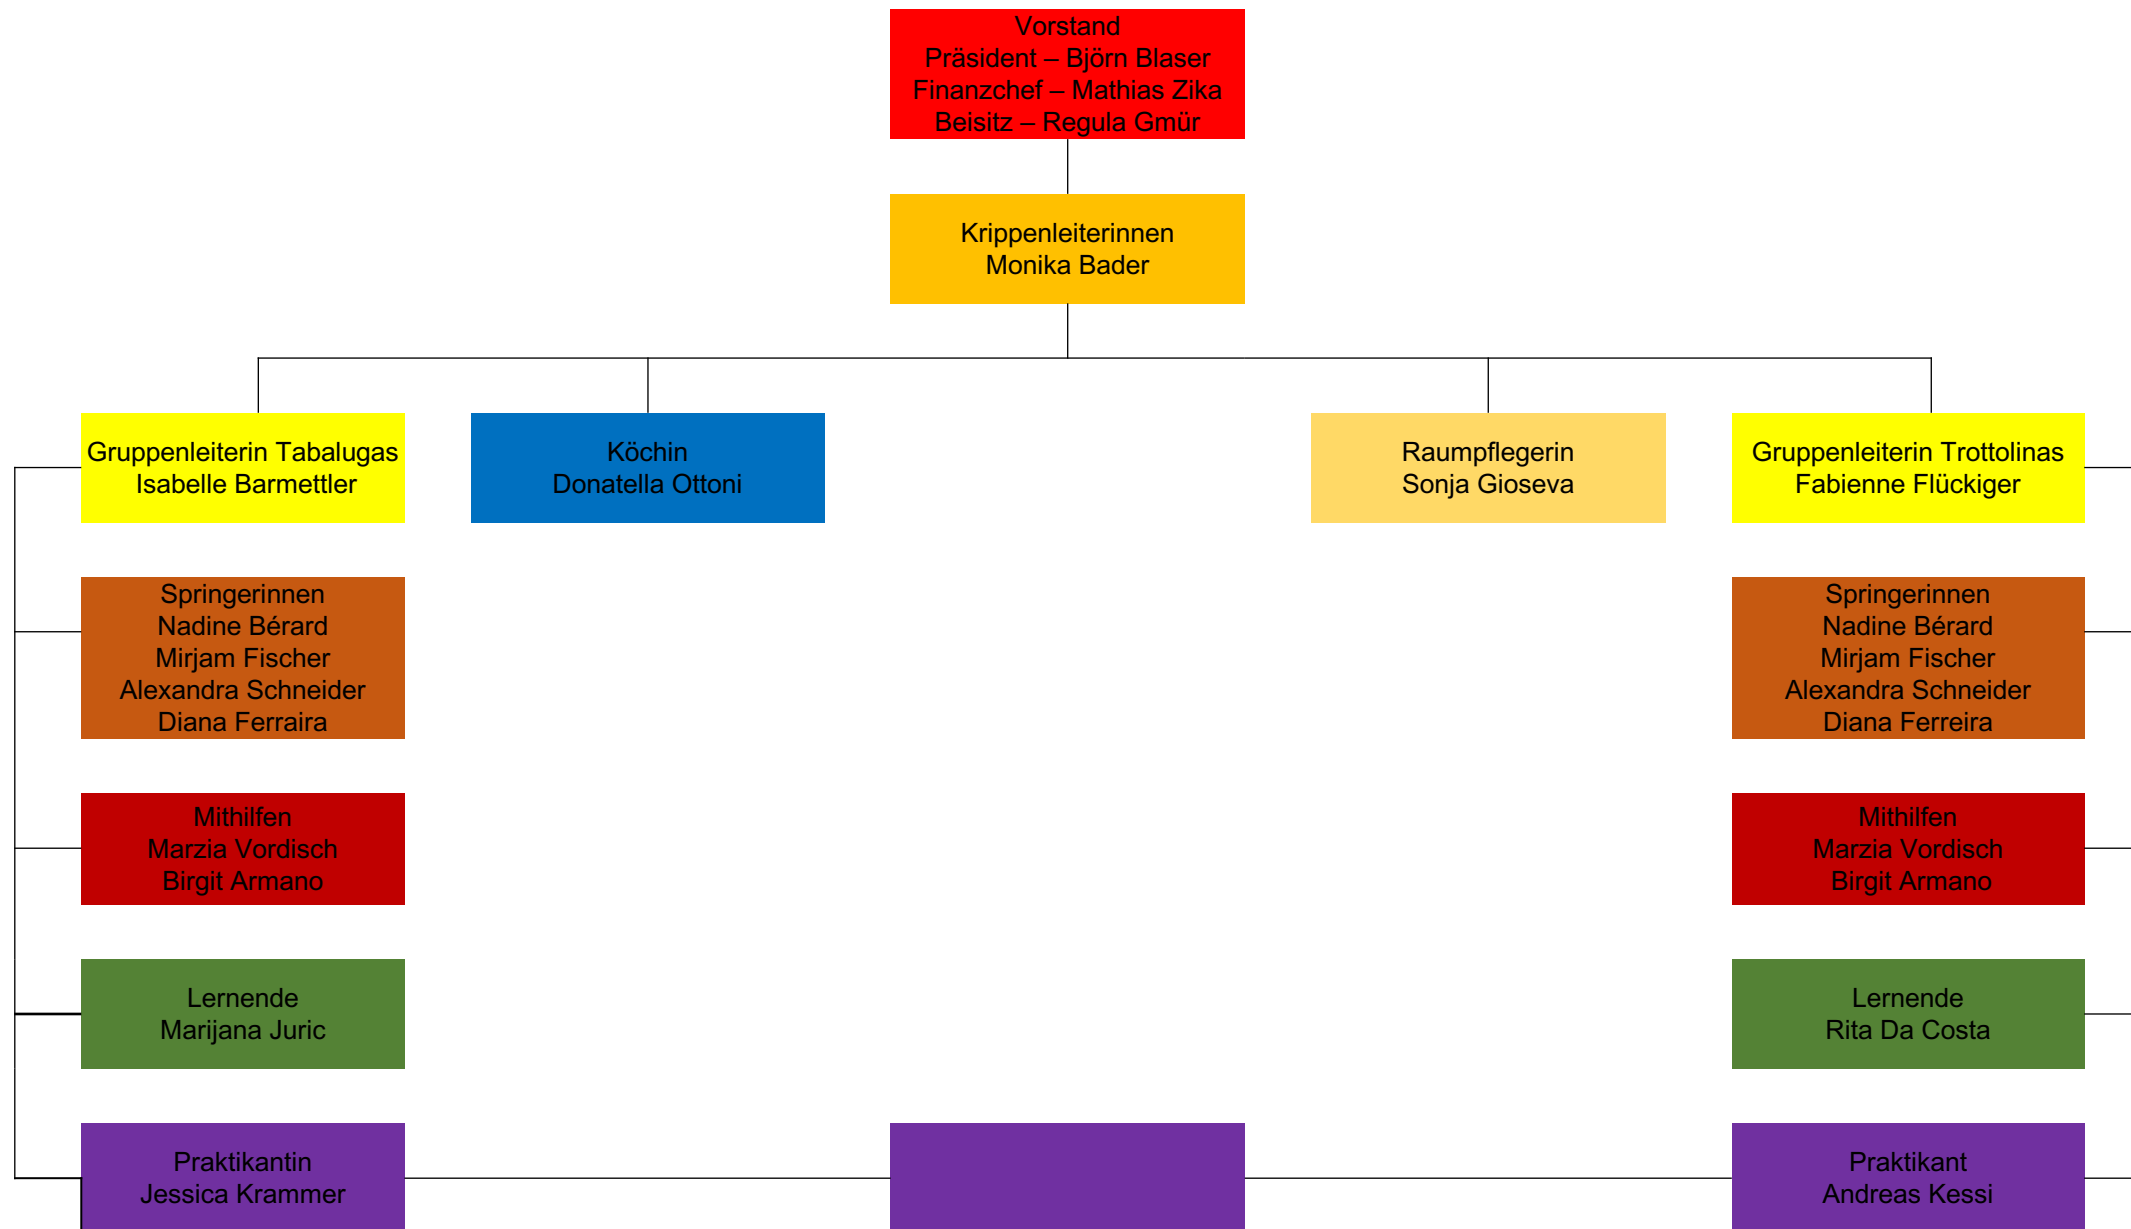 Vorstand
Präsident – Björn Blaser
Finanzchef – Mathias Zika
Beisitz – Regula Gmür
Krippenleiterinnen
Monika Bader
Gruppenleiterin Tabalugas
Isabelle Barmettler
Köchin
Donatella Ottoni
Raumpflegerin
Sonja Gioseva
Gruppenleiterin Trottolinas
Fabienne Flückiger
Springerinnen
Nadine Bérard
Mirjam Fischer
Alexandra Schneider
Diana Ferraira
Springerinnen
Nadine Bérard
Mirjam Fischer
Alexandra Schneider
Diana Ferreira
Mithilfen
Marzia Vordisch
Birgit Armano
Mithilfen
Marzia Vordisch
Birgit Armano
Lernende
Marijana Juric
Lernende
Rita Da Costa
Praktikantin
Jessica Krammer
Praktikant
Andreas Kessi